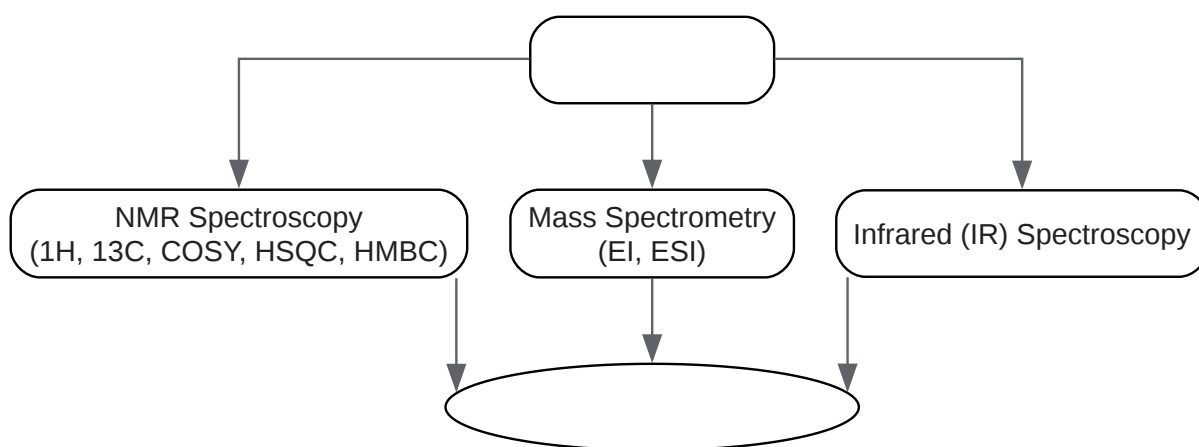 NMR Spectroscopy
(1H, 13C, COSY, HSQC, HMBC)
Mass Spectrometry
(EI, ESI)
Infrared (IR) Spectroscopy